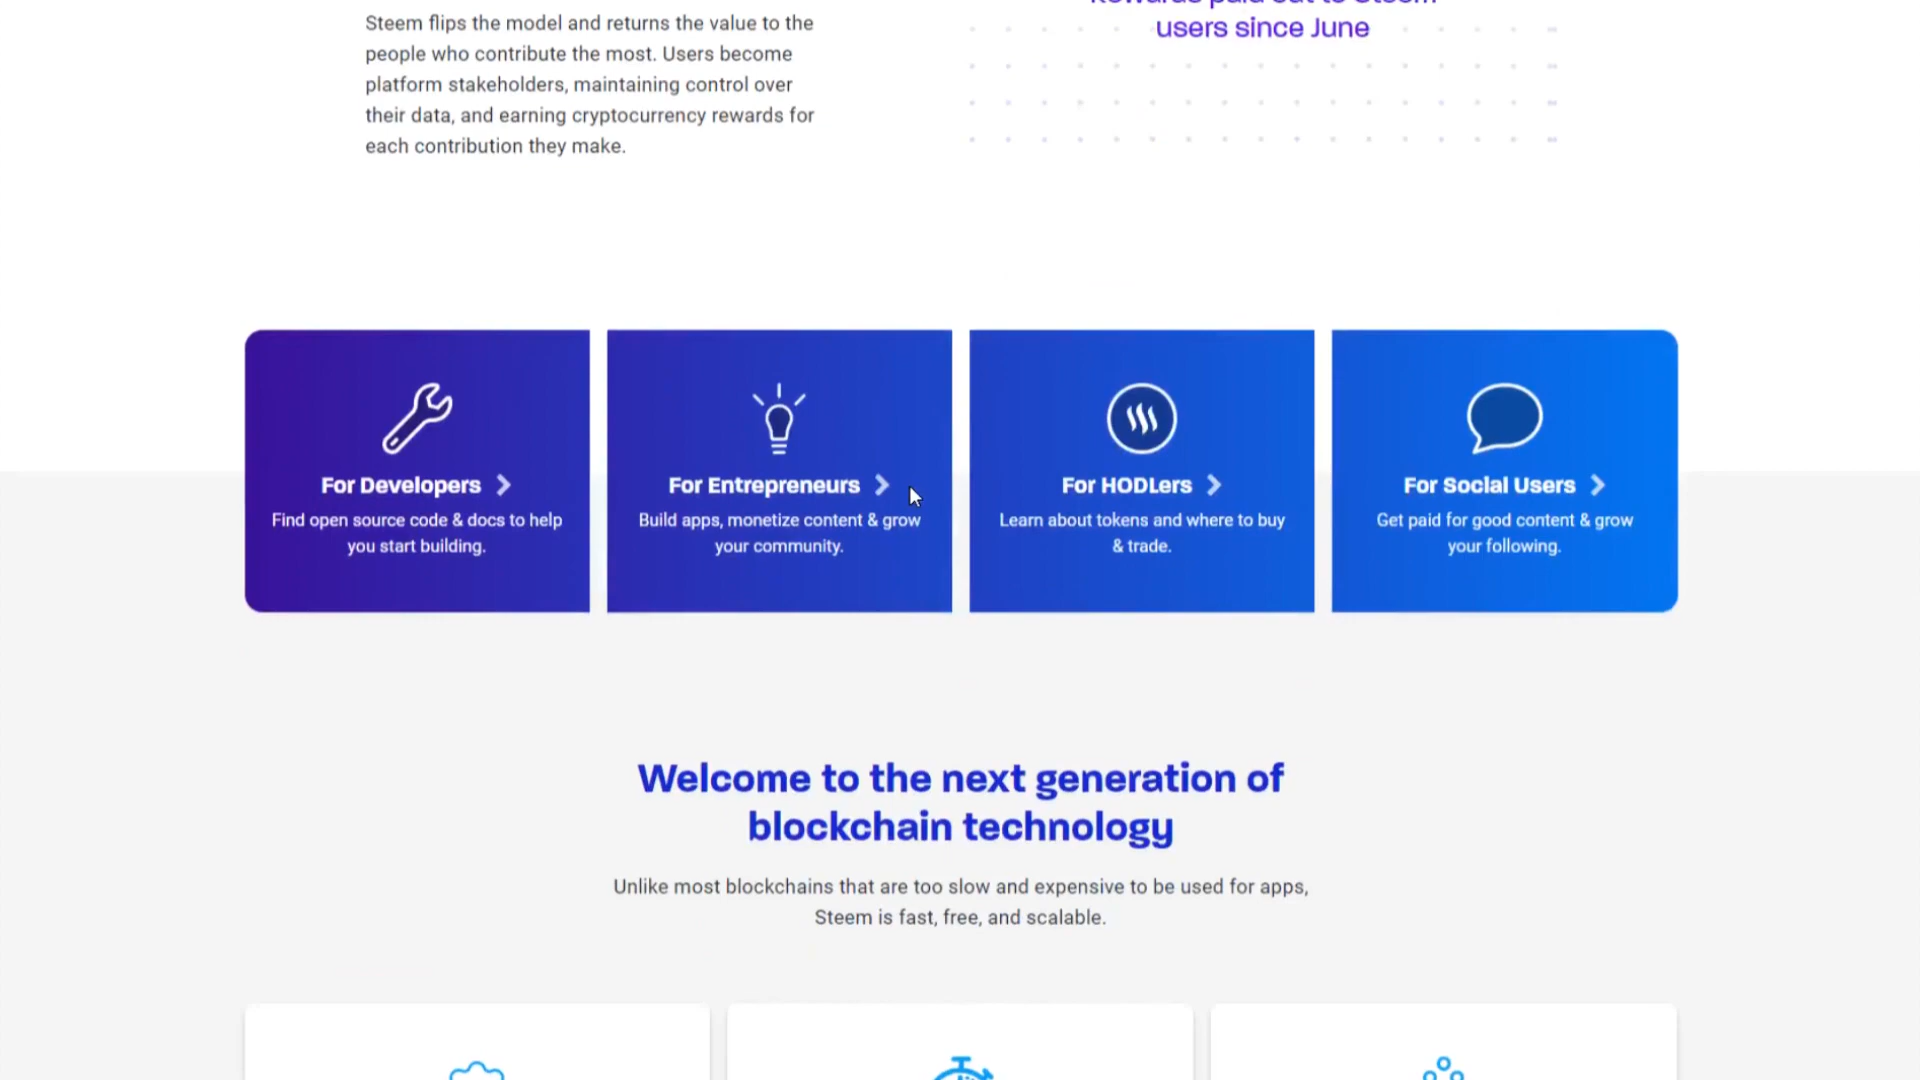 Steem flips the model and returns the value to the
people who contribute the most. Users become
platform stakeholders, maintaining control over
their data, and earning cryptocurrency rewards for
each contribution they make.
Rewards paid out to Steem
users since June
For Developers
Find open source code & docs to help
you start building.
For Entrepreneurs
Build apps, monetize content & grow
your community.
For HODLers
Learn about tokens and where to buy
& trade.
For Social Users
Get paid for good content & grow
your following.
Welcome to the next generation of
blockchain technology
Unlike most blockchains that are too slow and expensive to be used for apps,
Steem is fast, free, and scalable.